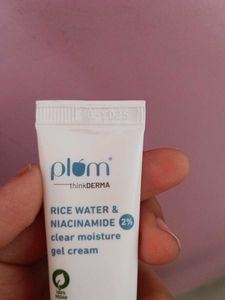 plum
thinkDERMA
RICE WATER &
NIACINAMIDE 2%
clear moisture
gel cream